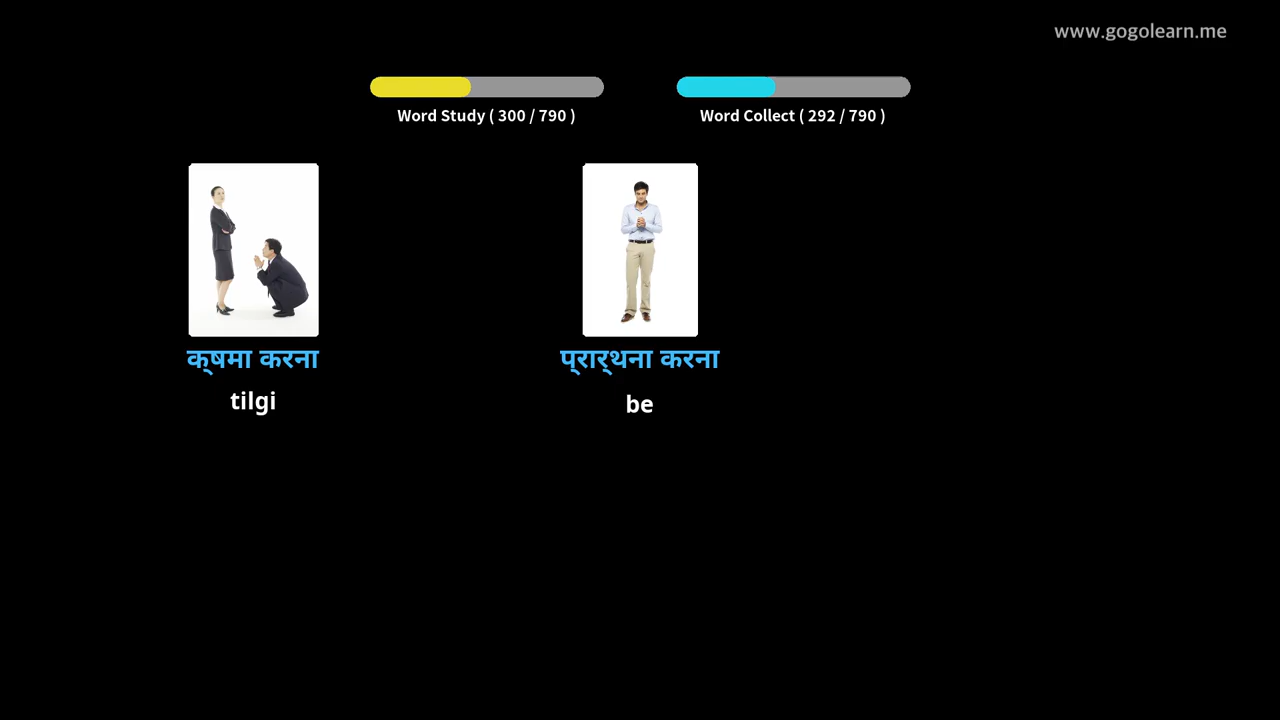 www.gogolearn.me
Word Study ( 300 / 790 )
Word Collect ( 292 / 790 )
क्षमा करना
प्रार्थना करना
tilgi
be